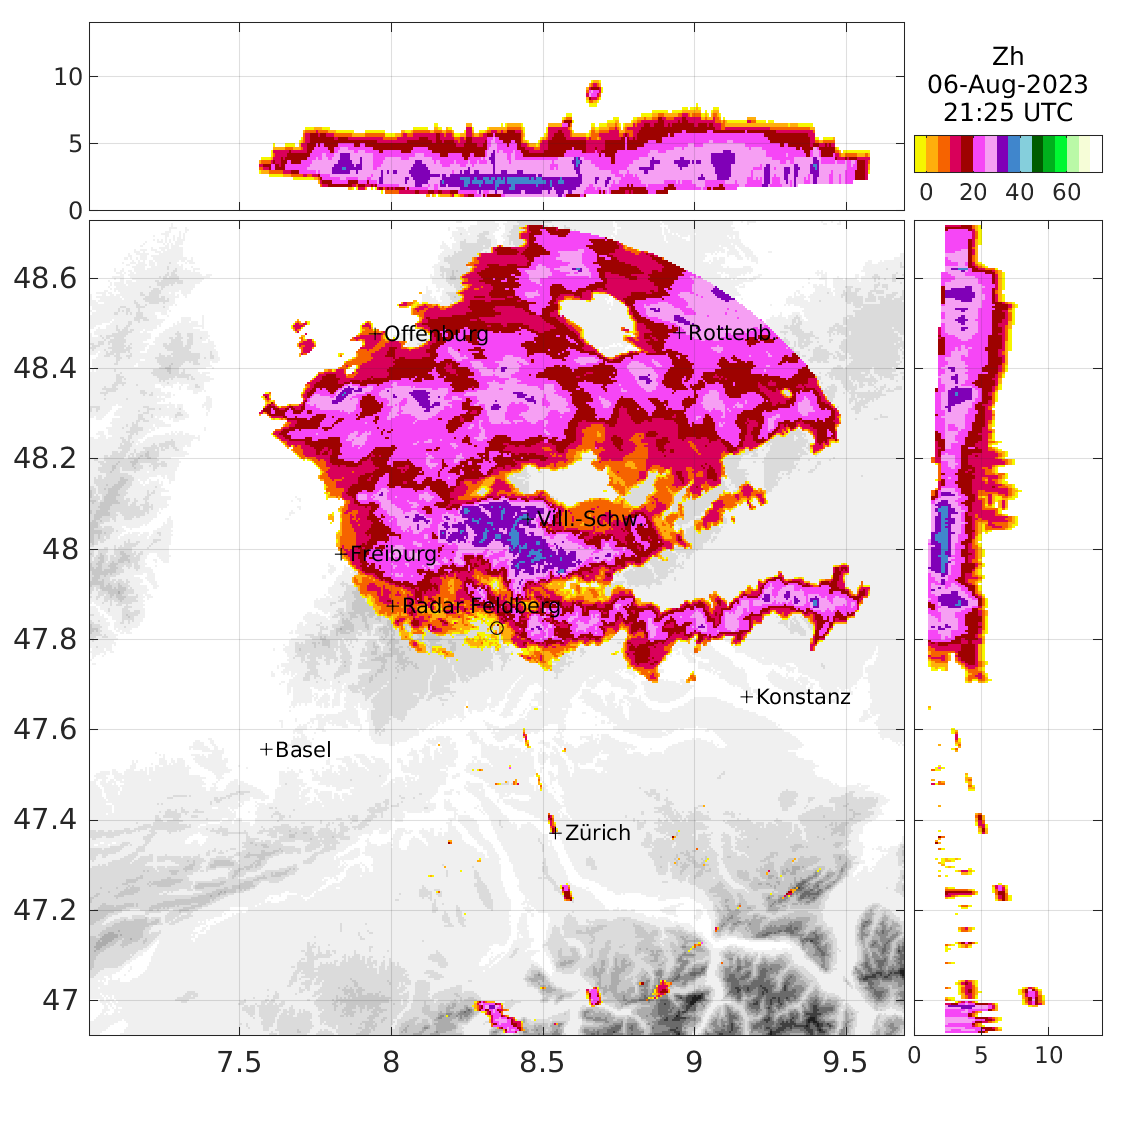 Zh
06-Aug-2023
21:25 UTC
0 20 40 60
10
5
0
48.6
48.4
48.2
48
47.8
47.6
47.4
47.2
47
Offenburg
Rottenb.
Vill.-Schw.
Freiburg
Radar Feldberg
Konstanz
Basel
Zürich
7.5 8 8.5 9 9.5
0 5 10